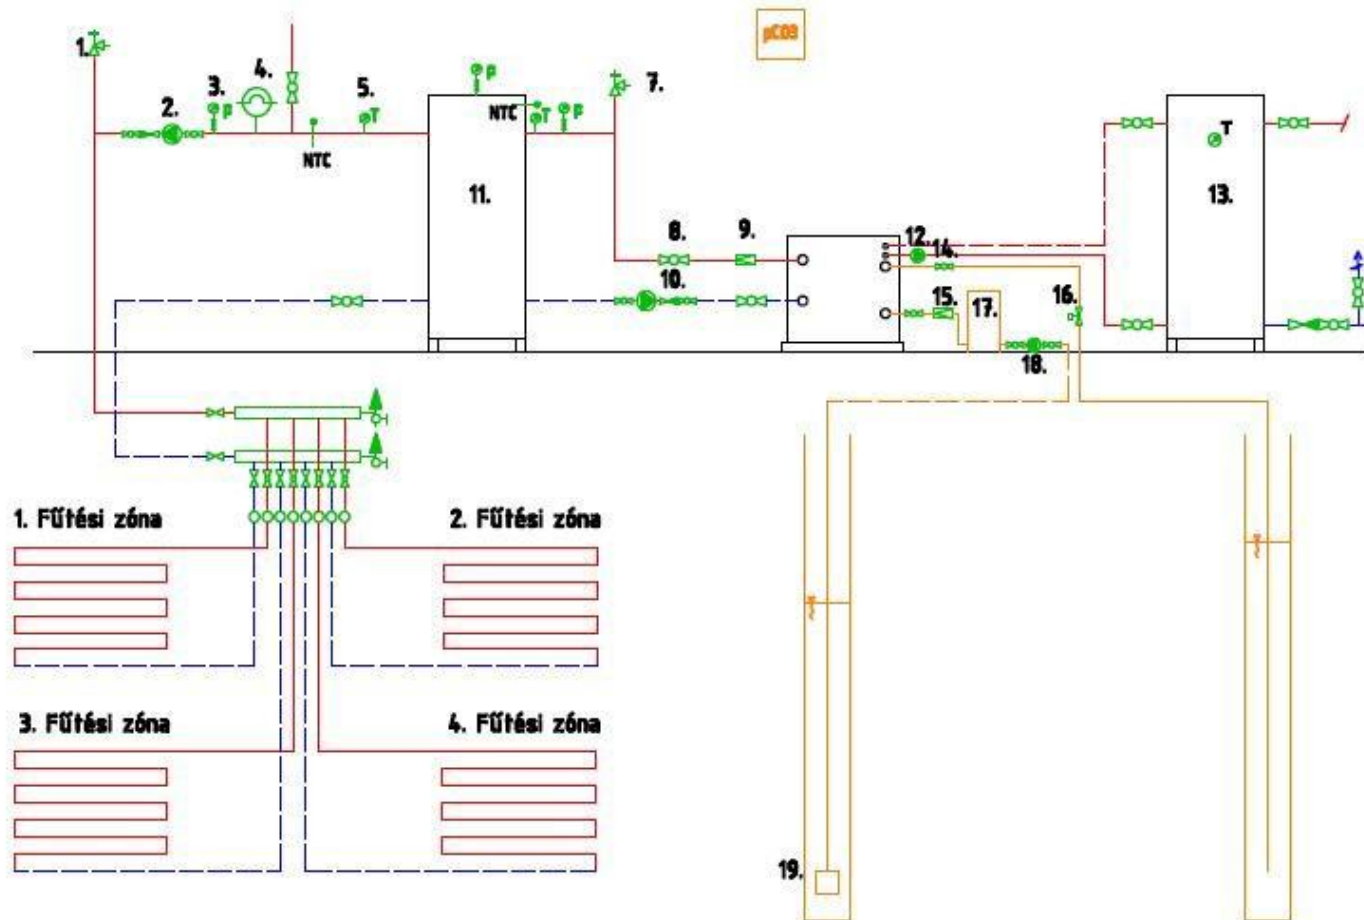 pCO3
1.
2.
3.
p
4.
5.
T
NTC
p
NTC
T
p
7.
11.
8.
9.
10.
12.
14.
15.
16.
17.
18.
T
13.
1. Fűtési zóna
2. Fűtési zóna
3. Fűtési zóna
4. Fűtési zóna
19.